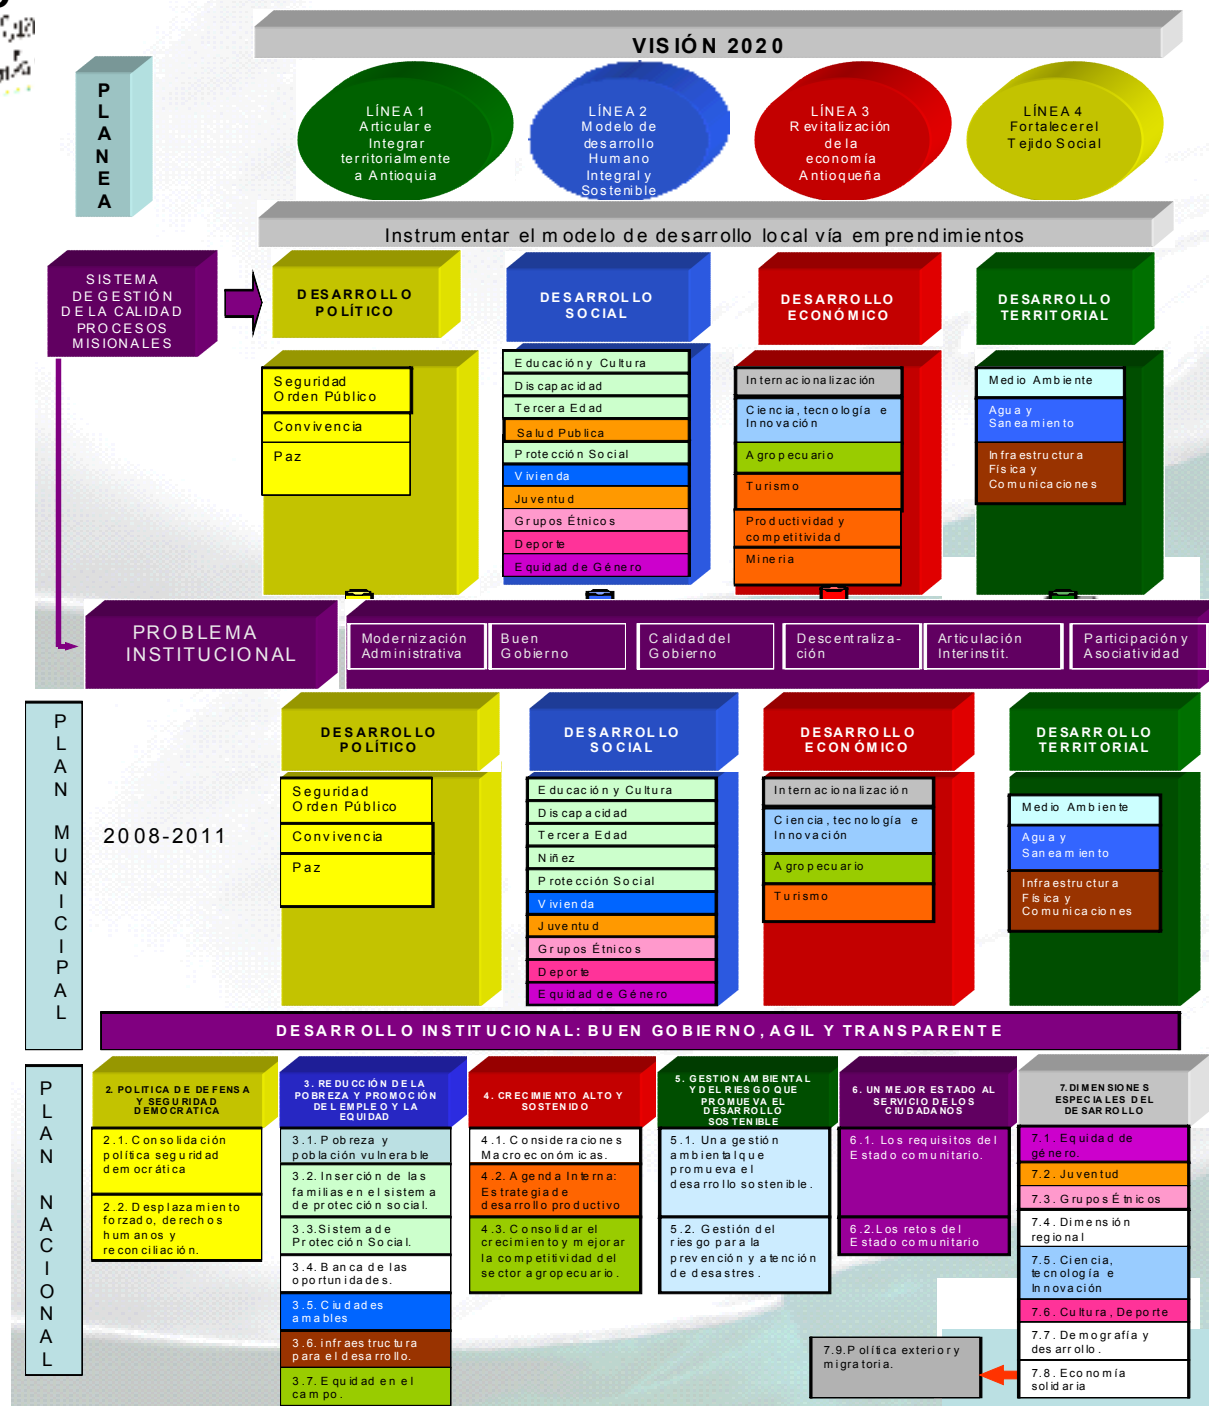 VISIÓN 2020
PLANEA
LÍNEA 1
Articular e
Integrar
territorialmente
a Antioquia
LÍNEA 2
Modelo de
desarrollo
Humano
Integral y
Sostenible
LÍNEA 3
Revitalización
de la
economía
Antioqueña
LÍNEA 4
Fortalecer el
Tejido Social
Instrumentar el modelo de desarrollo local vía emprendimientos
SISTEMA
DE GESTIÓN
DE LA CALIDAD
PROCESOS
MISIONALES
DESARROLLO
POLÍTICO
Seguridad
Orden Público
Convivencia
Paz
DESARROLLO
SOCIAL
Educación y Cultura
Discapacidad
Tercera Edad
Salud Publica
Protección Social
Vivienda
Juventud
Grupos Étnicos
Deporte
Equidad de Género
DESARROLLO
ECONÓMICO
Internacionalización
Ciencia, tecnología e
Innovación
Agropecuario
Turismo
Productividad y
competitividad
Mineria
DESARROLLO
TERRITORIAL
Medio Ambiente
Agua y
Saneamiento
Infraestructura
Física y
Comunicaciones
PROBLEMA
INSTITUCIONAL
Modernización
Administrativa
Buen
Gobierno
Calidad del
Gobierno
Descentraliza-
ción
Articulación
Interinstit.
Participación y
Asociatividad
PLAN MUNICIPAL
2008-2011
DESARROLLO
POLÍTICO
Seguridad
Orden Público
Convivencia
Paz
DESARROLLO
SOCIAL
Educación y Cultura
Discapacidad
Tercera Edad
Niñez
Protección Social
Vivienda
Juventud
Grupos Étnicos
Deporte
Equidad de Género
DESARROLLO
ECONÓMICO
Internacionalización
Ciencia, tecnología e
Innovación
Agropecuario
Turismo
DESARROLLO
TERRITORIAL
Medio Ambiente
Agua y
Saneamiento
Infraestructura
Física y
Comunicaciones
DESARROLLO INSTITUCIONAL: BUEN GOBIERNO, AGIL Y TRANSPARENTE
PLAN NACIONAL
2. POLITICA DE DEFENSA
Y SEGURIDAD
DEMOCRATICA
2.1. Consolidación
política seguridad
democrática
2.2. Desplazamiento
forzado, derechos
humanos y
reconciliación.
3. REDUCCIÓN DE LA
POBREZA Y PROMOCIÓN
DEL EMPLEO Y LA
EQUIDAD
3.1. Pobreza y
población vulnerable
3.2. Inserción de las
familias en el sistema
de protección social.
3.3. Sistema de
Protección Social.
3.4. Banca de las
oportunidades.
3.5. Ciudades
amables
3.6. infraestructura
para el desarrollo.
3.7. Equidad en el
campo.
4. CRECIMIENTO ALTO Y
SOSTENIDO
4.1. Consideraciones
Macroeconómicas.
4.2. Agenda Interna:
Estrategia de
desarrollo productivo
4.3. Consolidar el
crecimiento y mejorar
la competitividad del
sector agropecuario.
5. GESTION AMBIENTAL
Y DEL RIESGO QUE
PROMUEVA EL
DESARROLLO
SOSTENIBLE
5.1. Una gestión
ambiental que
promueva el
desarrollo sostenible.
5.2. Gestión del
riesgo para la
prevención y atención
de desastres.
6. UN MEJOR ESTADO AL
SERVICIO DE LOS
CIUDADANOS
6.1. Los requisitos del
Estado comunitario.
6.2. Los retos del
Estado comunitario
7. DIMENSIONES
ESPECIALES DEL
DESARROLLO
7.1. Equidad de
género.
7.2. Juventud
7.3. Grupos Étnicos
7.4. Dimensión
regional
7.5. Ciencia,
tecnología e
Innovación
7.6. Cultura, Deporte
7.7. Demografía y
desarrollo.
7.8. Economía
solidaria
7.9. Política exterior y
migratoria.